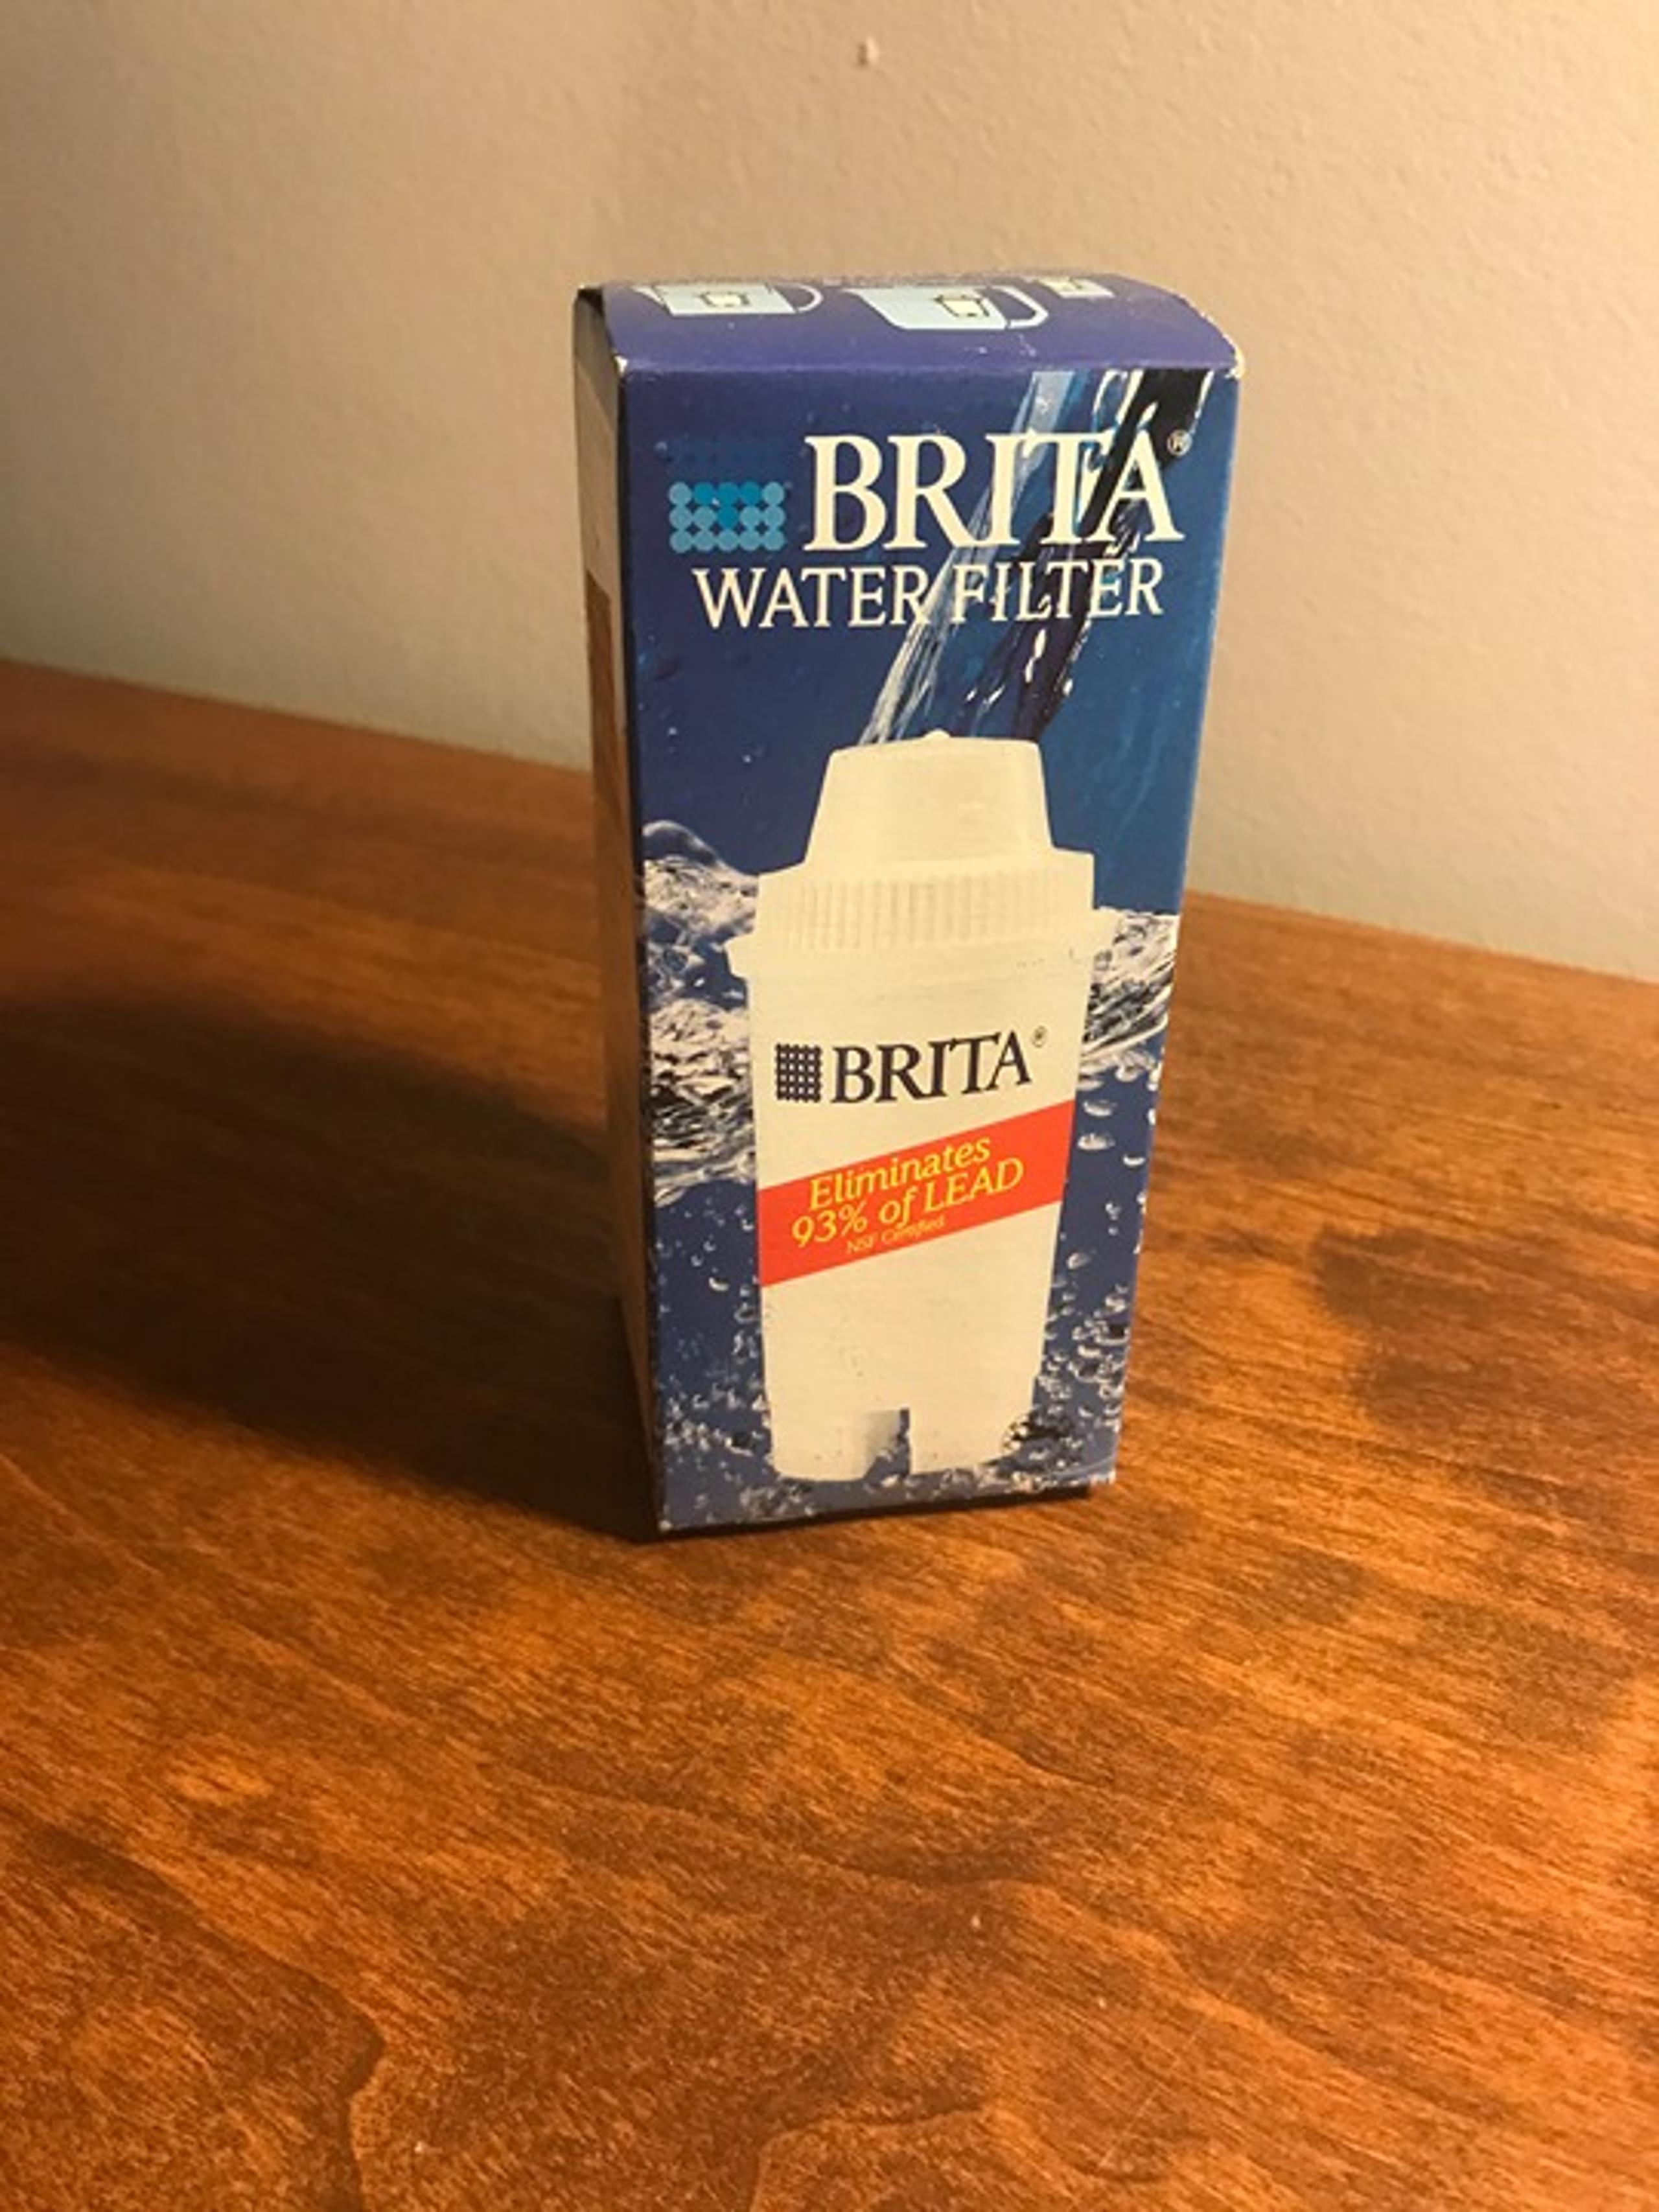 BRITA®
WATER FILTER
BRITA®
Eliminates
93% of LEAD
NSF Certified